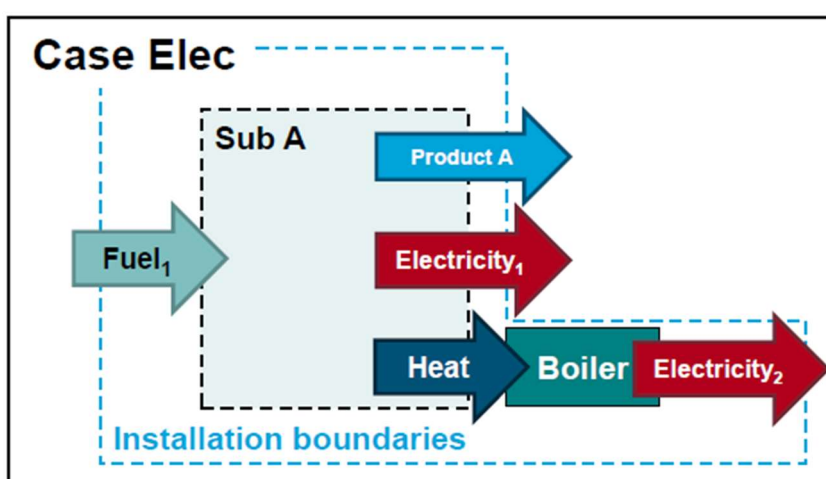 Case Elec
Sub A
Product A
Fuel₁
Electricity₁
Heat
Boiler
Electricity₂
Installation boundaries